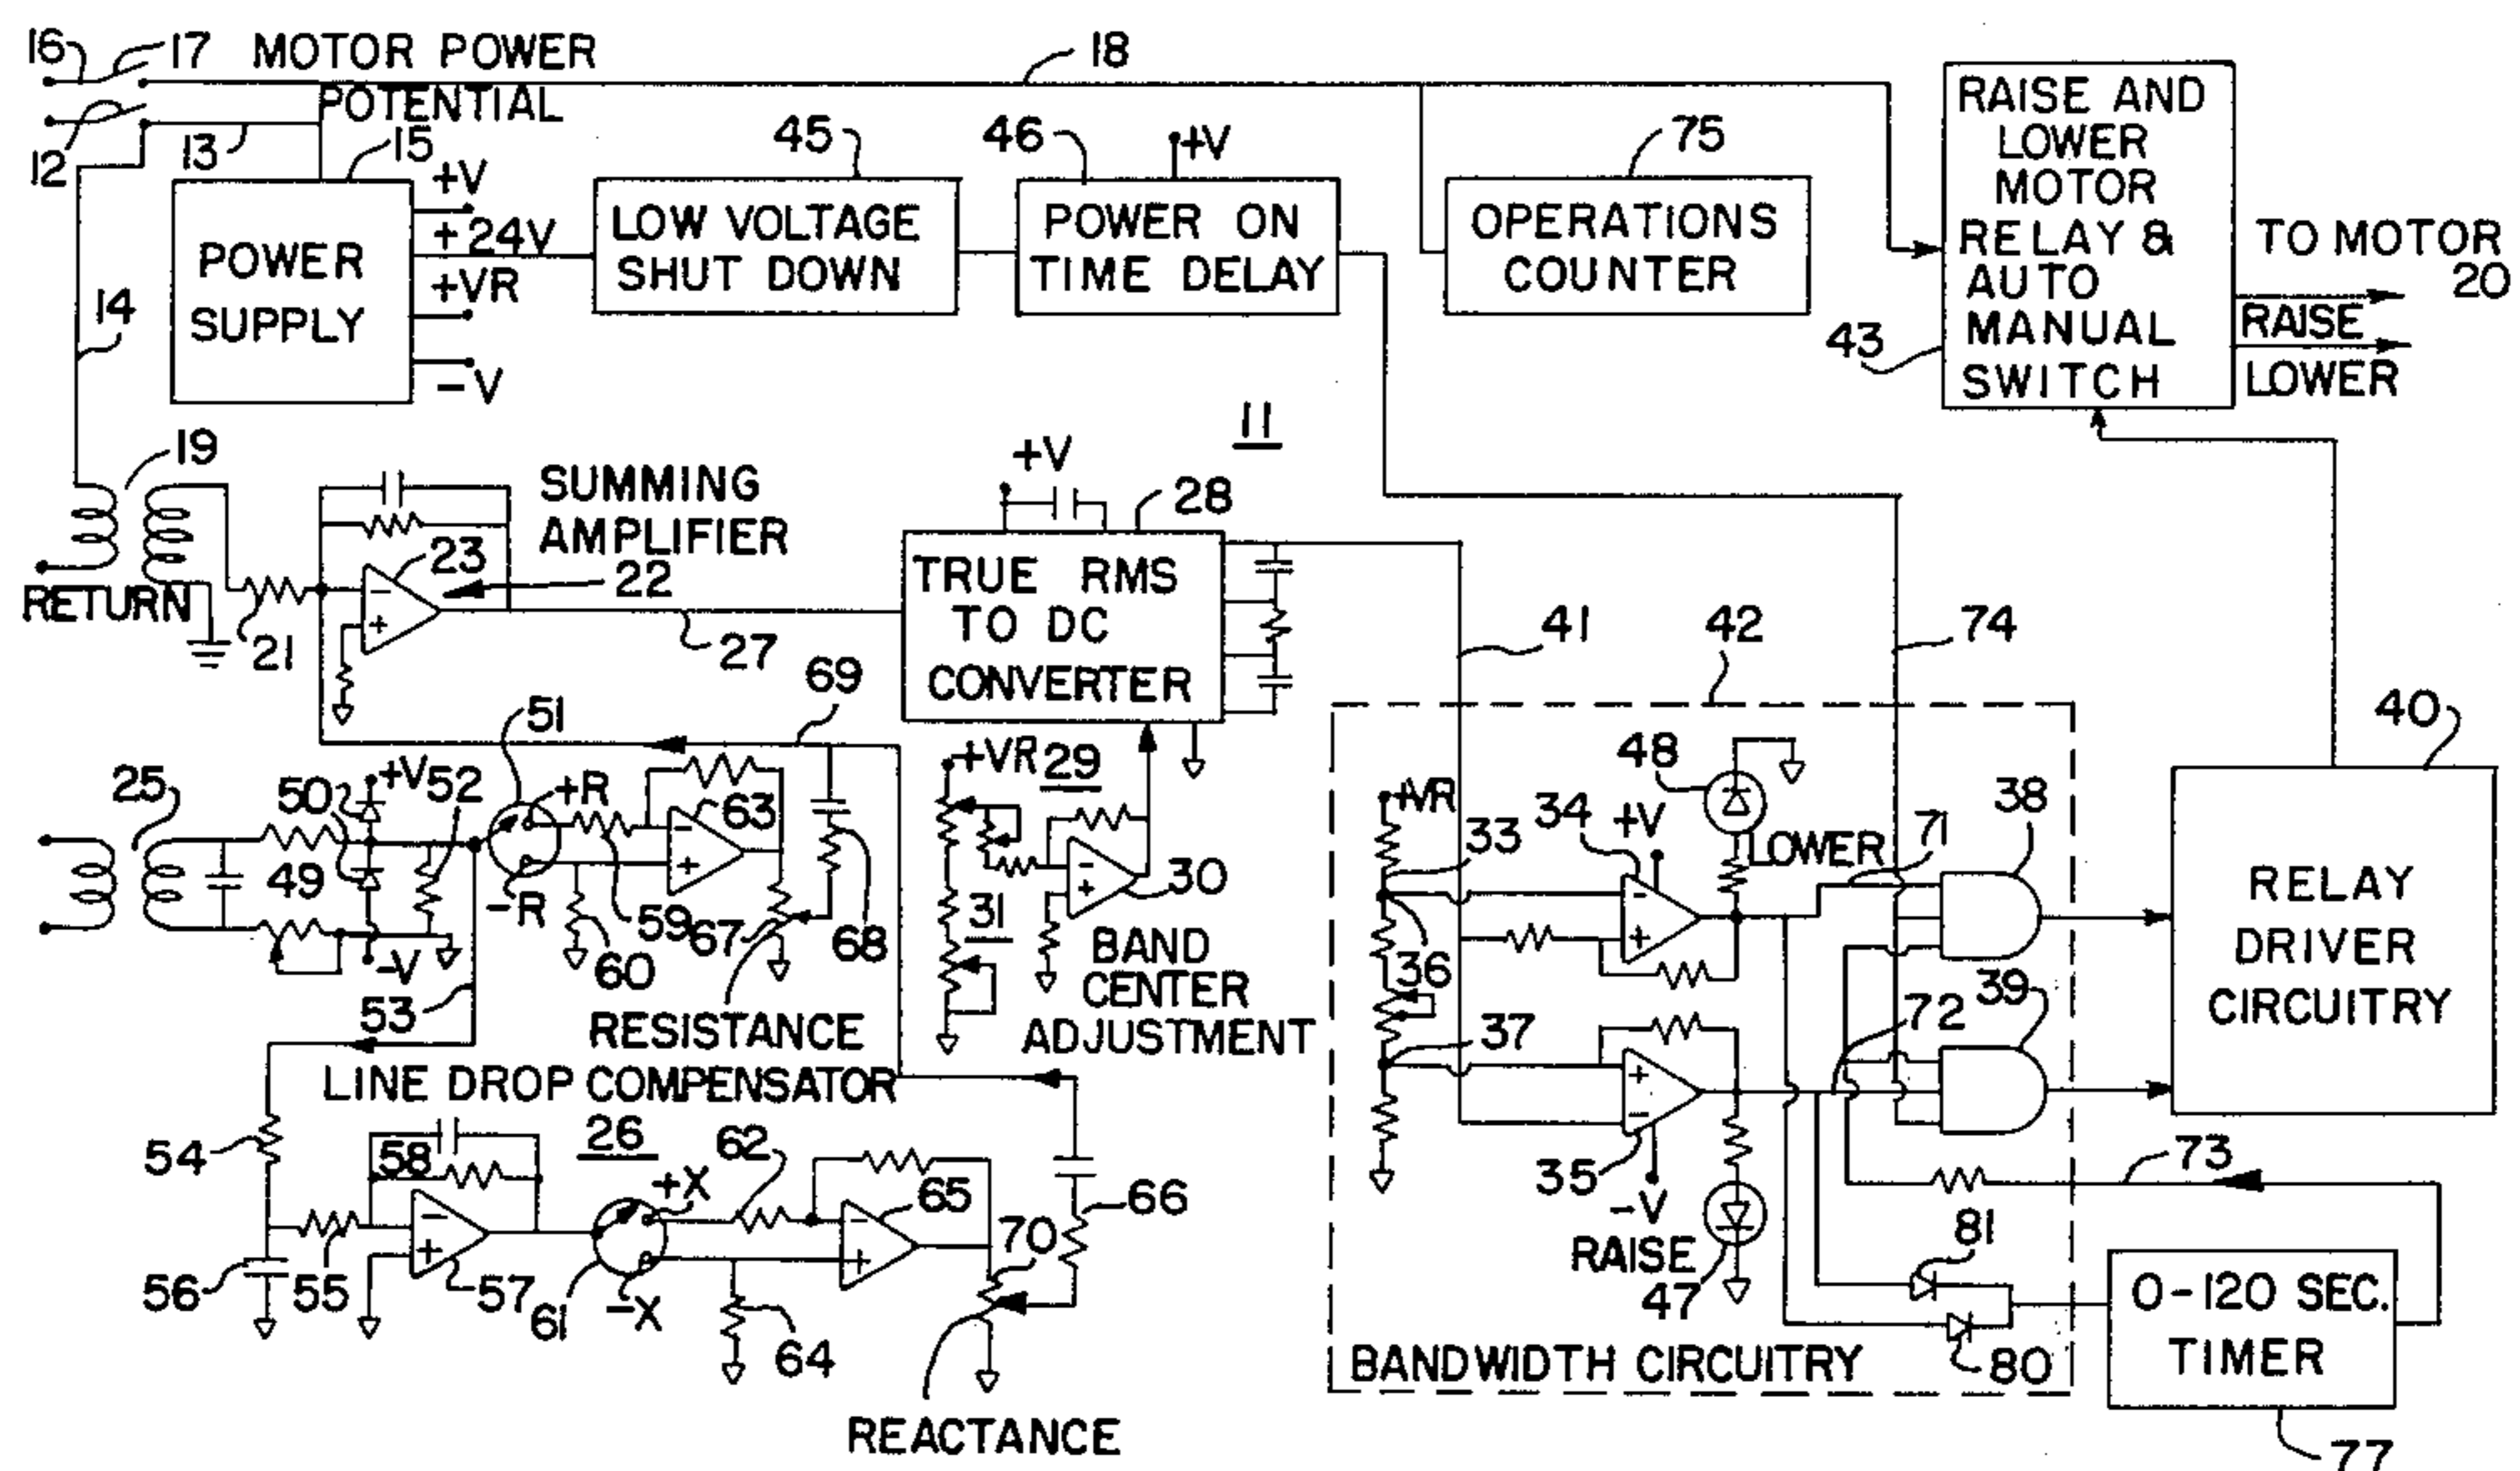 16 17 MOTOR POWER
POTENTIAL
18
12 13 15
+V
+24V
+VR
-V
POWER
SUPPLY
45
LOW VOLTAGE
SHUT DOWN
46
+V
POWER ON
TIME DELAY
75
OPERATIONS
COUNTER
RAISE AND
LOWER
MOTOR
RELAY &
AUTO
MANUAL
SWITCH
43
TO MOTOR
20
RAISE
LOWER
14
19
RETURN
21
SUMMING
AMPLIFIER
23
22
-
+
27
11
+V
28
TRUE RMS
TO DC
CONVERTER
41
42
74
69
51
25
50
+V
52
+R
63
-
+
49
-R
-V
60
59
67
68
53
+VR
29
-
+
30
31
BAND
CENTER
ADJUSTMENT
RESISTANCE
LINE DROP COMPENSATOR
26
54
58
-
+
56
55
57
61
+X
-X
62
64
-
+
65
70
66
REACTANCE
+VR
33
36
37
34
+V
-
+
48
LOWER
71
38
72
39
+
-
35
-V
RAISE
47
73
81
80
BANDWIDTH CIRCUITRY
40
RELAY
DRIVER
CIRCUITRY
0-120 SEC.
TIMER
77